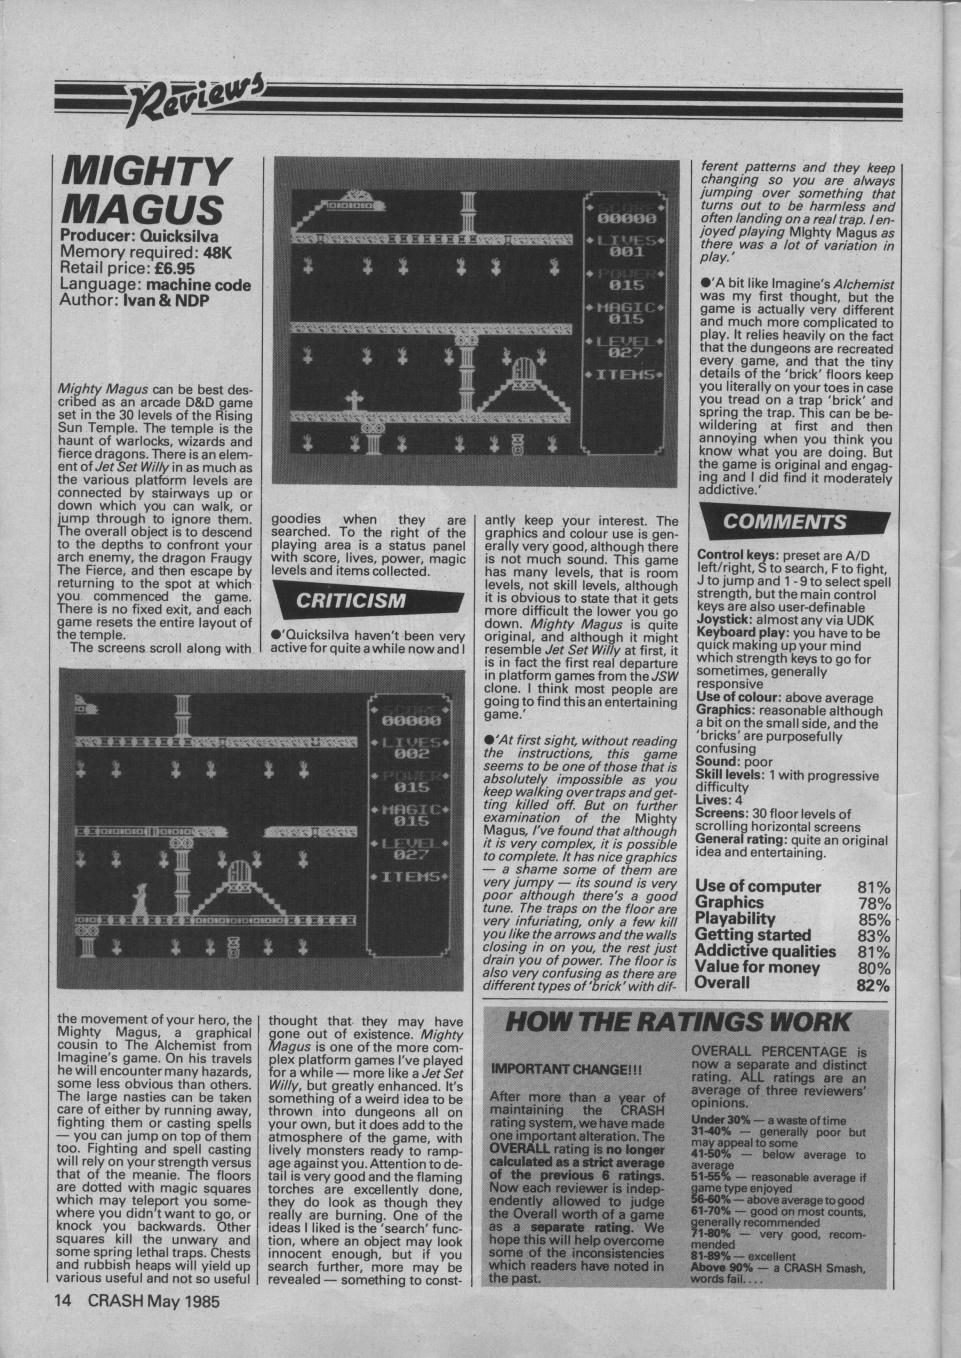 Reviews
MIGHTY
MAGUS
Producer: Quicksilva
Memory required: 48K
Retail price: £6.95
Language: machine code
Author: Ivan & NDP
Mighty Magus can be best des-
cribed as an arcade D&D game
set in the 30 levels of the Rising
Sun Temple. The temple is the
haunt of warlocks, wizards and
fierce dragons. There is an elem-
ent of Jet Set Willy in as much as
the various platform levels are
connected by stairways up or
down which you can walk, or
jump through to ignore them.
The overall object is to descend
to the depths to confront your
arch enemy, the dragon Fraugy
The Fierce, and then escape by
returning to the spot at which
you commenced the game.
There is no fixed exit, and each
game resets the entire layout of
the temple.
The screens scroll along with
SCORE
00000
LIVES
002
POWER
015
MAGIC
015
LEVEL
027
ITEMS
the movement of your hero, the
Mighty Magus, a graphical
cousin to The Alchemist from
Imagine's game. On his travels
he will encounter many hazards,
some less obvious than others.
The large nasties can be taken
care of either by running away,
fighting them or casting spells
— you can jump on top of them
too. Fighting and spell casting
will rely on your strength versus
that of the meanie. The floors
are dotted with magic squares
which may teleport you some-
where you didn't want to go, or
knock you backwards. Other
squares kill the unwary and
some spring lethal traps. Chests
and rubbish heaps will yield up
various useful and not so useful
SCORE
00000
LIVES
001
POWER
015
MAGIC
015
LEVEL
027
ITEMS
goodies when they are
searched. To the right of the
playing area is a status panel
with score, lives, power, magic
levels and items collected.
CRITICISM
●'Quicksilva haven't been very
active for quite a while now and I
thought that they may have
gone out of existence. Mighty
Magus is one of the more com-
plex platform games I've played
for a while — more like a Jet Set
Willy, but greatly enhanced. It's
something of a weird idea to be
thrown into dungeons all on
your own, but it does add to the
atmosphere of the game, with
lively monsters ready to ramp-
age against you. Attention to de-
tail is very good and the flaming
torches are excellently done,
they do look as though they
really are burning. One of the
ideas I liked is the 'search' func-
tion, where an object may look
innocent enough, but if you
search further, more may be
revealed — something to const-
antly keep your interest. The
graphics and colour use is gen-
erally very good, although there
is not much sound. This game
has many levels, that is room
levels, not skill levels, although
it is obvious to state that it gets
more difficult the lower you go
down. Mighty Magus is quite
original, and although it might
resemble Jet Set Willy at first, it
is in fact the first real departure
in platform games from the JSW
clone. I think most people are
going to find this an entertaining
game.'
●'At first sight, without reading
the instructions, this game
seems to be one of those that is
absolutely impossible as you
keep walking over traps and get-
ting killed off. But on further
examination of the Mighty
Magus, I've found that although
it is very complex, it is possible
to complete. It has nice graphics
— a shame some of them are
very jumpy — its sound is very
poor although there's a good
tune. The traps on the floor are
very infuriating, only a few kill
you like the arrows and the walls
closing in on you, the rest just
drain you of power. The floor is
also very confusing as there are
different types of 'brick' with dif-
ferent patterns and they keep
changing so you are always
jumping over something that
turns out to be harmless and
often landing on a real trap. I en-
joyed playing Mighty Magus as
there was a lot of variation in
play.'
●'A bit like Imagine's Alchemist
was my first thought, but the
game is actually very different
and much more complicated to
play. It relies heavily on the fact
that the dungeons are recreated
every game, and that the tiny
details of the 'brick' floors keep
you literally on your toes in case
you tread on a trap 'brick' and
spring the trap. This can be be-
wildering at first and then
annoying when you think you
know what you are doing. But
the game is original and engag-
ing and I did find it moderately
addictive.'
COMMENTS
Control keys: preset are A/D
left/right, S to search, F to fight,
J to jump and 1 - 9 to select spell
strength, but the main control
keys are also user-definable
Joystick: almost any via UDK
Keyboard play: you have to be
quick making up your mind
which strength keys to go for
sometimes, generally
responsive
Use of colour: above average
Graphics: reasonable although
a bit on the small side, and the
'bricks' are purposefully
confusing
Sound: poor
Skill levels: 1 with progressive
difficulty
Lives: 4
Screens: 30 floor levels of
scrolling horizontal screens
General rating: quite an original
idea and entertaining.
Use of computer 81%
Graphics 78%
Playability 85%
Getting started 83%
Addictive qualities 81%
Value for money 80%
Overall 82%
HOW THE RATINGS WORK
IMPORTANT CHANGE!!!
After more than a year of
maintaining the CRASH
rating system, we have made
one important alteration. The
OVERALL rating is no longer
calculated as a strict average
of the previous 6 ratings.
Now each reviewer is indep-
endently allowed to judge
the Overall worth of a game
as a separate rating. We
hope this will help overcome
some of the inconsistencies
which readers have noted in
the past.
OVERALL PERCENTAGE is
now a separate and distinct
rating. ALL ratings are an
average of three reviewers'
opinions.
Under 30% — a waste of time
31-40% — generally poor but
may appeal to some
41-50% — below average to
average
51-55% — reasonable average if
game type enjoyed
56-60% — above average to good
61-70% — good on most counts,
generally recommended
71-80% — very good, recom-
mended
81-89% — excellent
Above 90% — a CRASH Smash,
words fail. . . .
14 CRASH May 1985